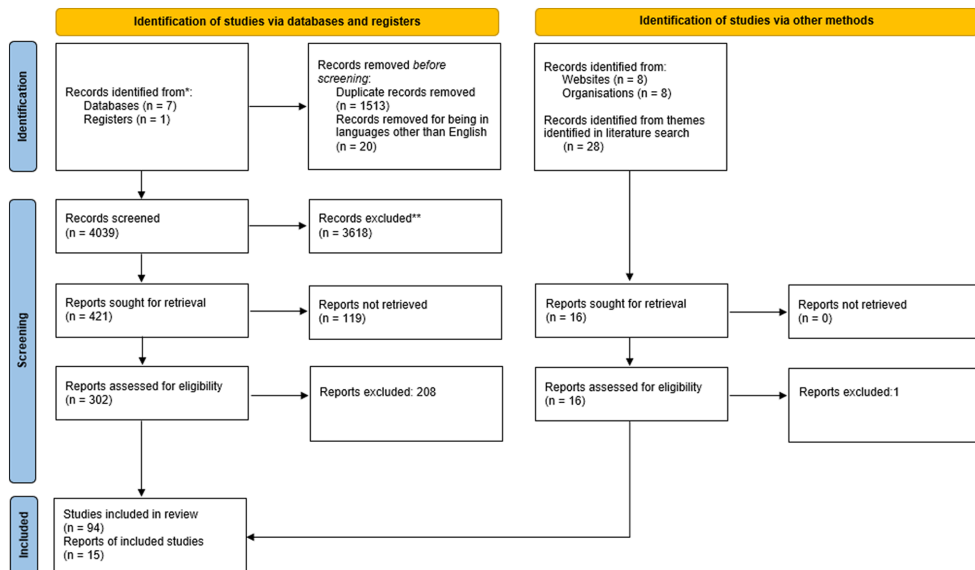 Identification of studies via databases and registers
Identification of studies via other methods
Identification
Records identified from*:
Databases (n = 7)
Registers (n = 1)
Records removed before
screening:
Duplicate records removed
(n = 1513)
Records removed for being in
languages other than English
(n = 20)
Records identified from:
Websites (n = 8)
Organisations (n = 8)
Records identified from themes
identified in literature search
(n = 28)
Screening
Records screened
(n = 4039)
Records excluded**
(n = 3618)
Reports sought for retrieval
(n = 421)
Reports not retrieved
(n = 119)
Reports sought for retrieval
(n = 16)
Reports not retrieved
(n = 0)
Reports assessed for eligibility
(n = 302)
Reports excluded: 208
Reports assessed for eligibility
(n = 16)
Reports excluded:1
Included
Studies included in review
(n = 94)
Reports of included studies
(n = 15)